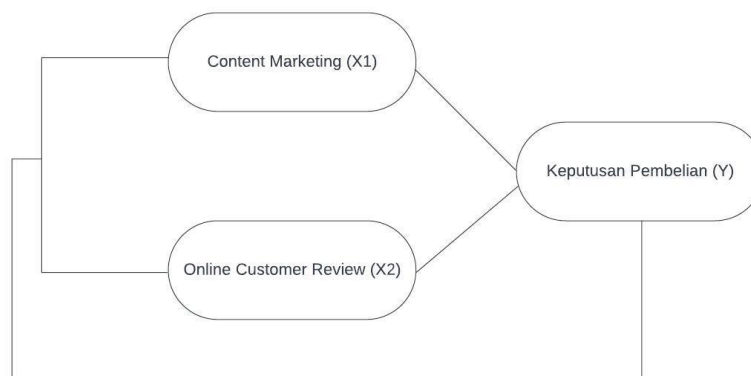 Content Marketing (X1)
Keputusan Pembelian (Y)
Online Customer Review (X2)